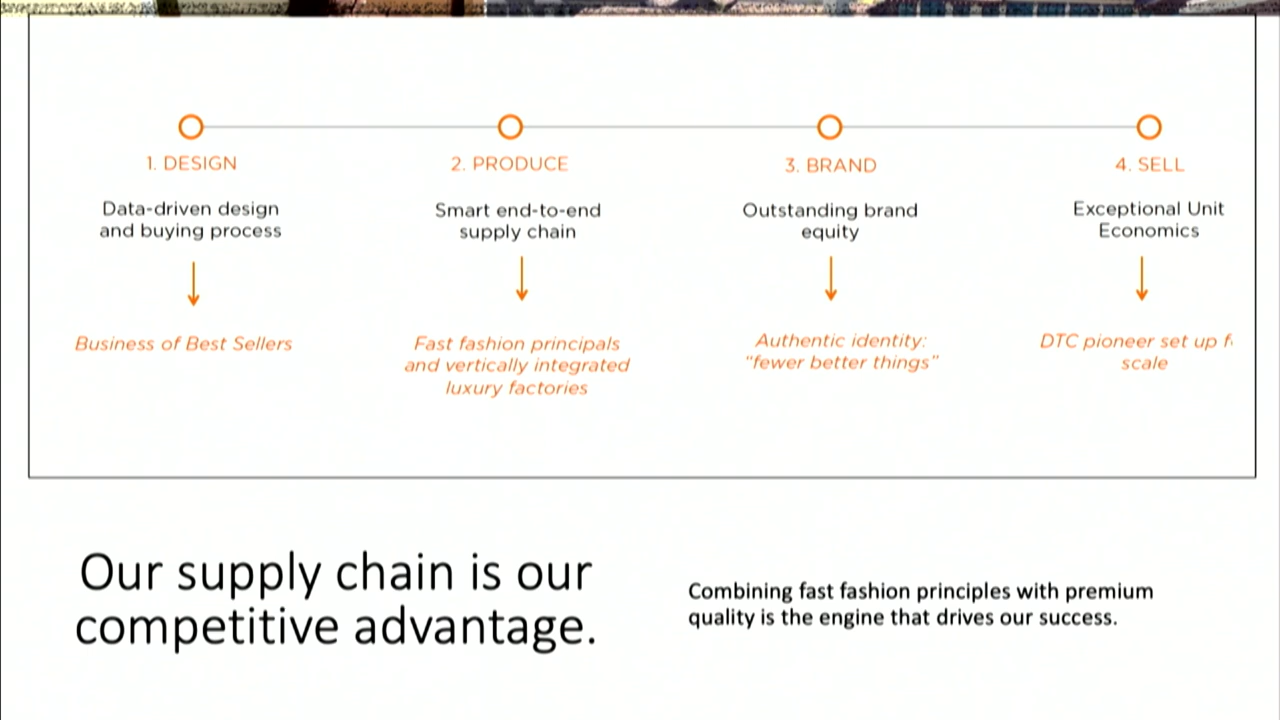 1. DESIGN
Data-driven design
and buying process
Business of Best Sellers
2. PRODUCE
Smart end-to-end
supply chain
Fast fashion principals
and vertically integrated
luxury factories
3. BRAND
Outstanding brand
equity
Authentic identity:
“fewer better things”
4. SELL
Exceptional Unit
Economics
DTC pioneer set up
scale
Our supply chain is our
competitive advantage.
Combining fast fashion principles with premium
quality is the engine that drives our success.